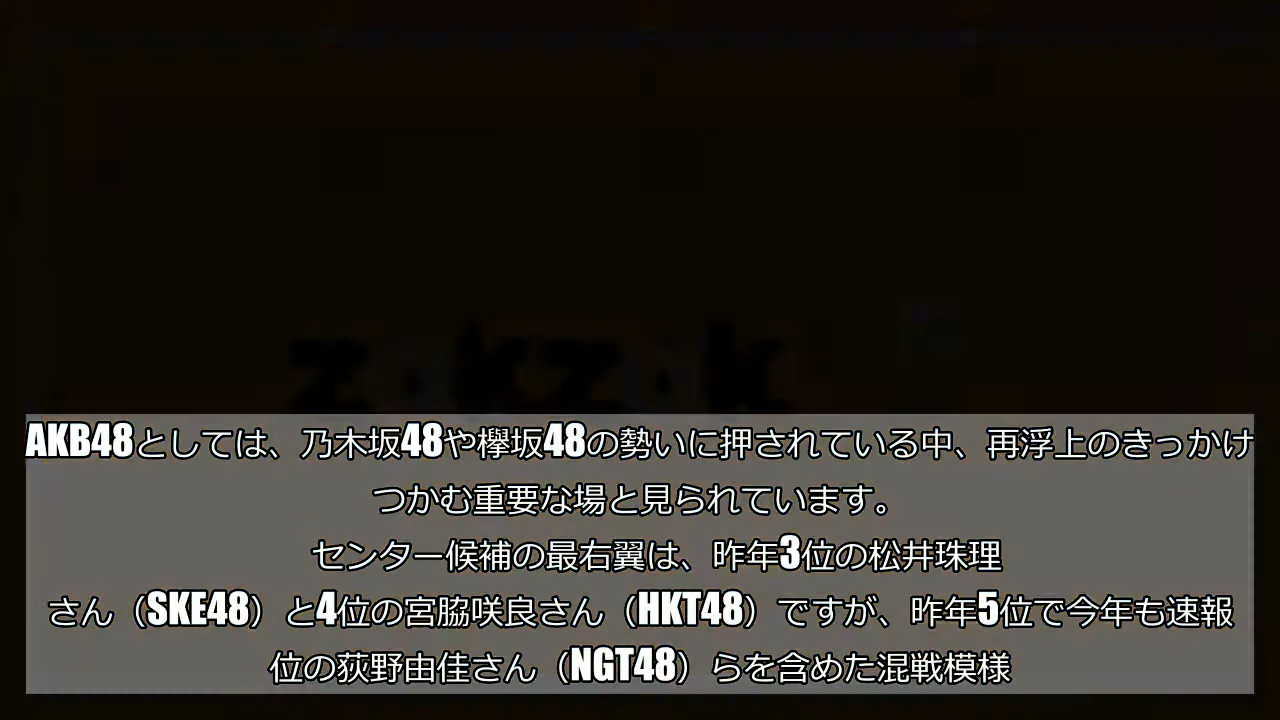 zakzak
AKB48としては、乃木坂48や欅坂48の勢いに押されている中、再浮上のきっかけ
つかむ重要な場と見られています。
センター候補の最右翼は、昨年3位の松井珠理
さん（SKE48）と4位の宮脇咲良さん（HKT48）ですが、昨年5位で今年も速報
位の荻野由佳さん（NGT48）らを含めた混戦模様